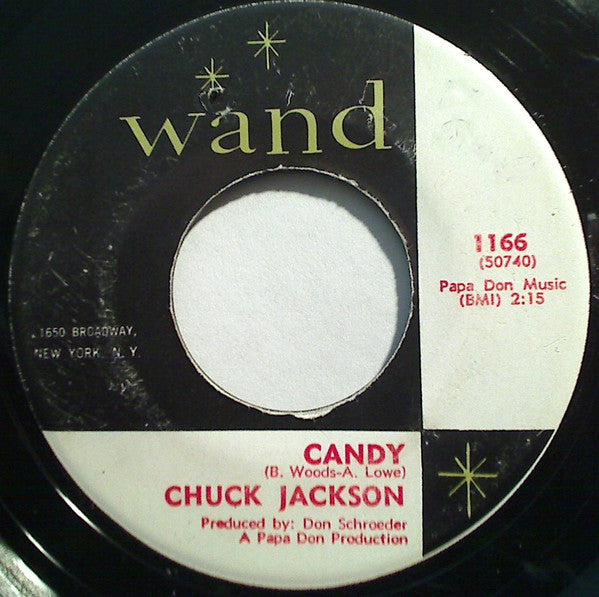 wand
1166
(50740)
Papa Don Music
(BMI) 2:15
1650 BROADWAY,
NEW YORK, N. Y.
CANDY
(B. Woods-A. Lowe)
CHUCK JACKSON
Produced by: Don Schroeder
A Papa Don Production